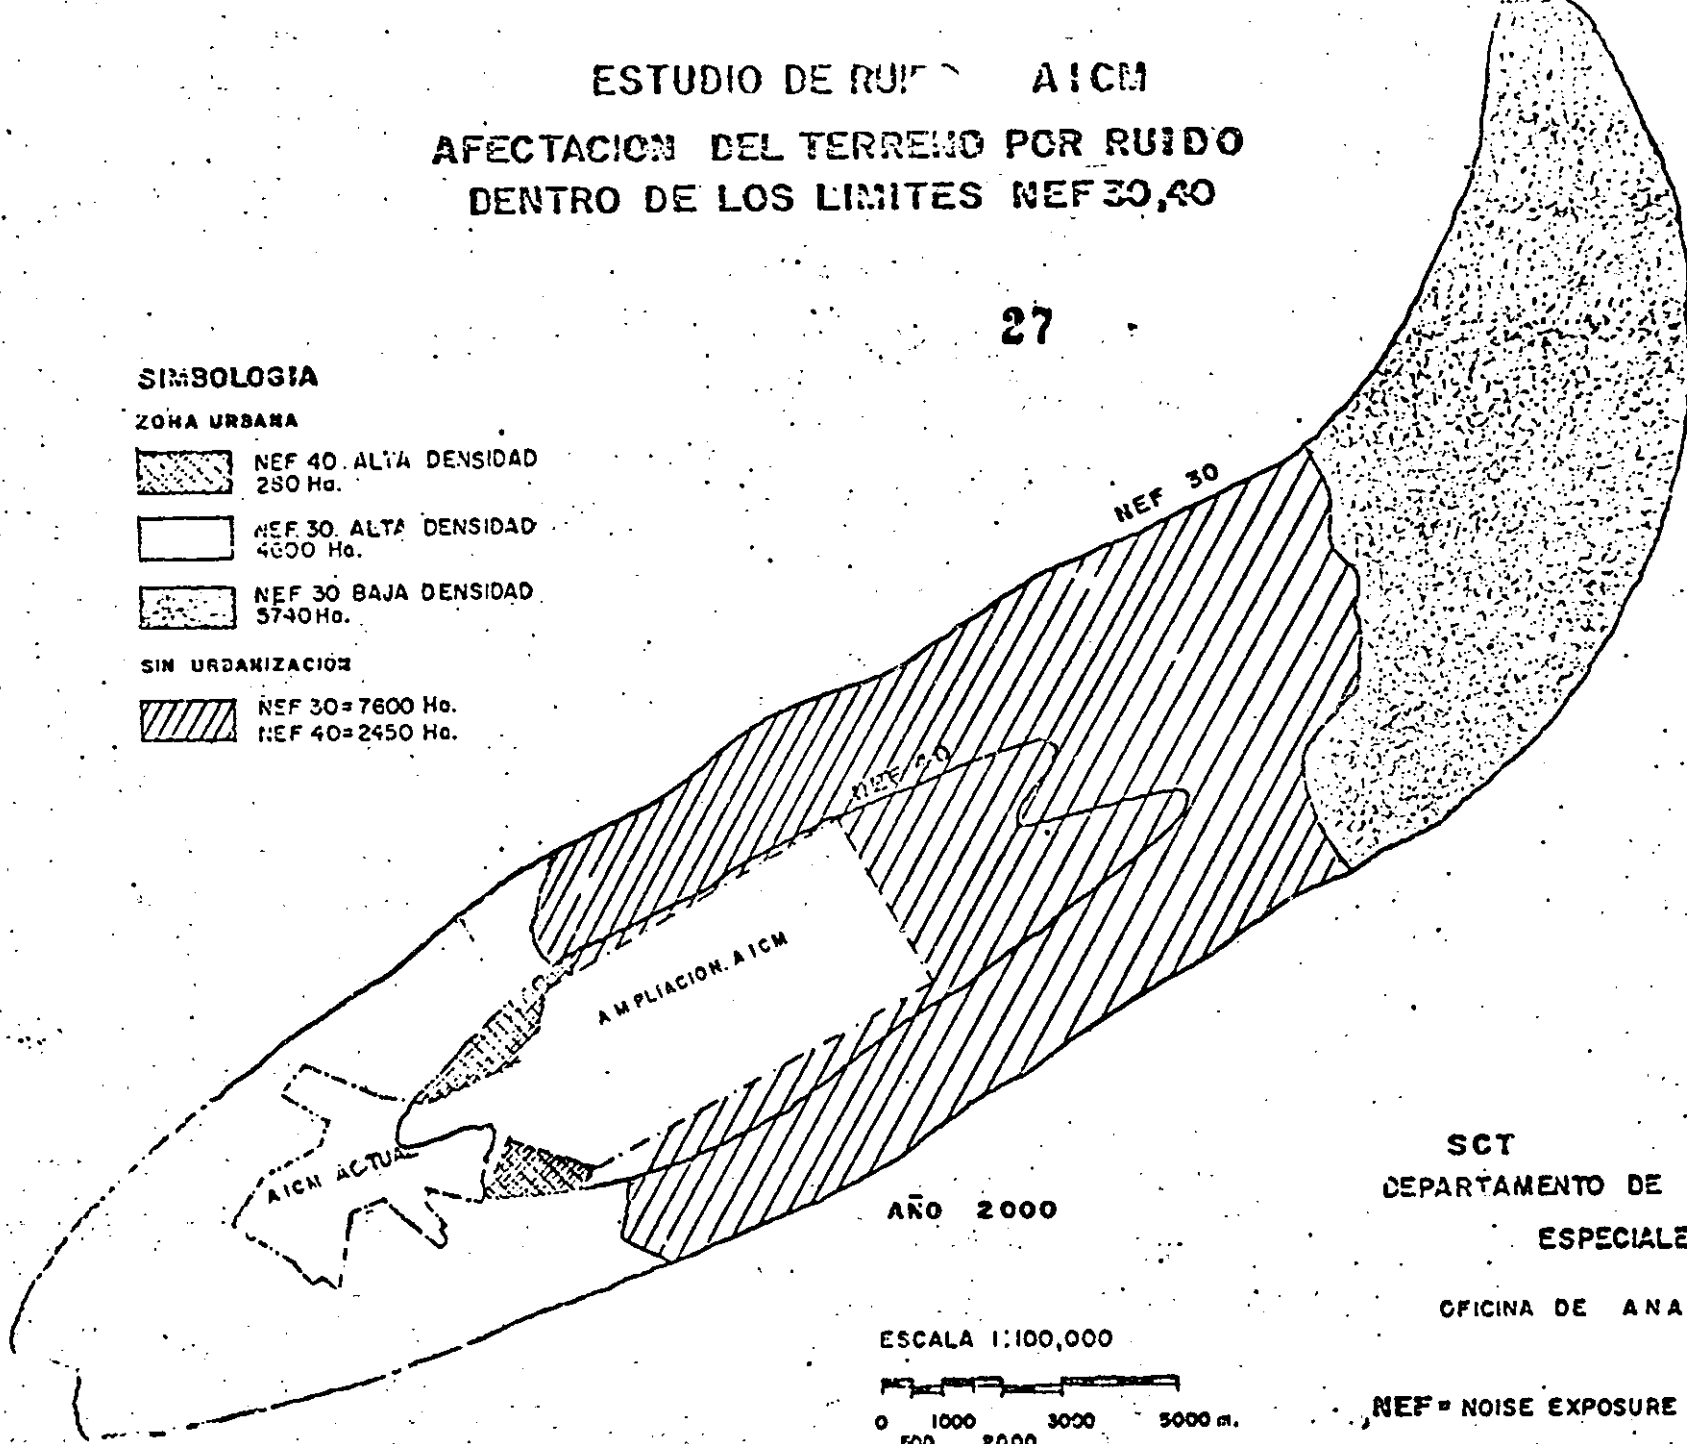 ESTUDIO DE AICM
AFECTACION DEL TERRENO POR RUIDO
DENTRO DE LOS LIMITES NEF 30,40
27
SIMBOLOGIA
ZONA URBANA
NEF 40. ALTA DENSIDAD
Ha.
NEF. 30. ALTA DENSIDAD
Ha.
NEF 30 BAJA DENSIDAD
5740 Ha.
SIN URBANIZACION
NEF 30=7600 Ha.
NEF 40=2450 Ha.
NEF 30
NEF 40
AMPLIACION. AICM
AICM ACTUAL
AÑO 2000
SCT
DEPARTAMENTO DE
ESPECIALE
OFICINA DE ANA
ESCALA 1:100,000
0 1000 3000 5000 m.
500 2000
NEF= NOISE EXPOSURE